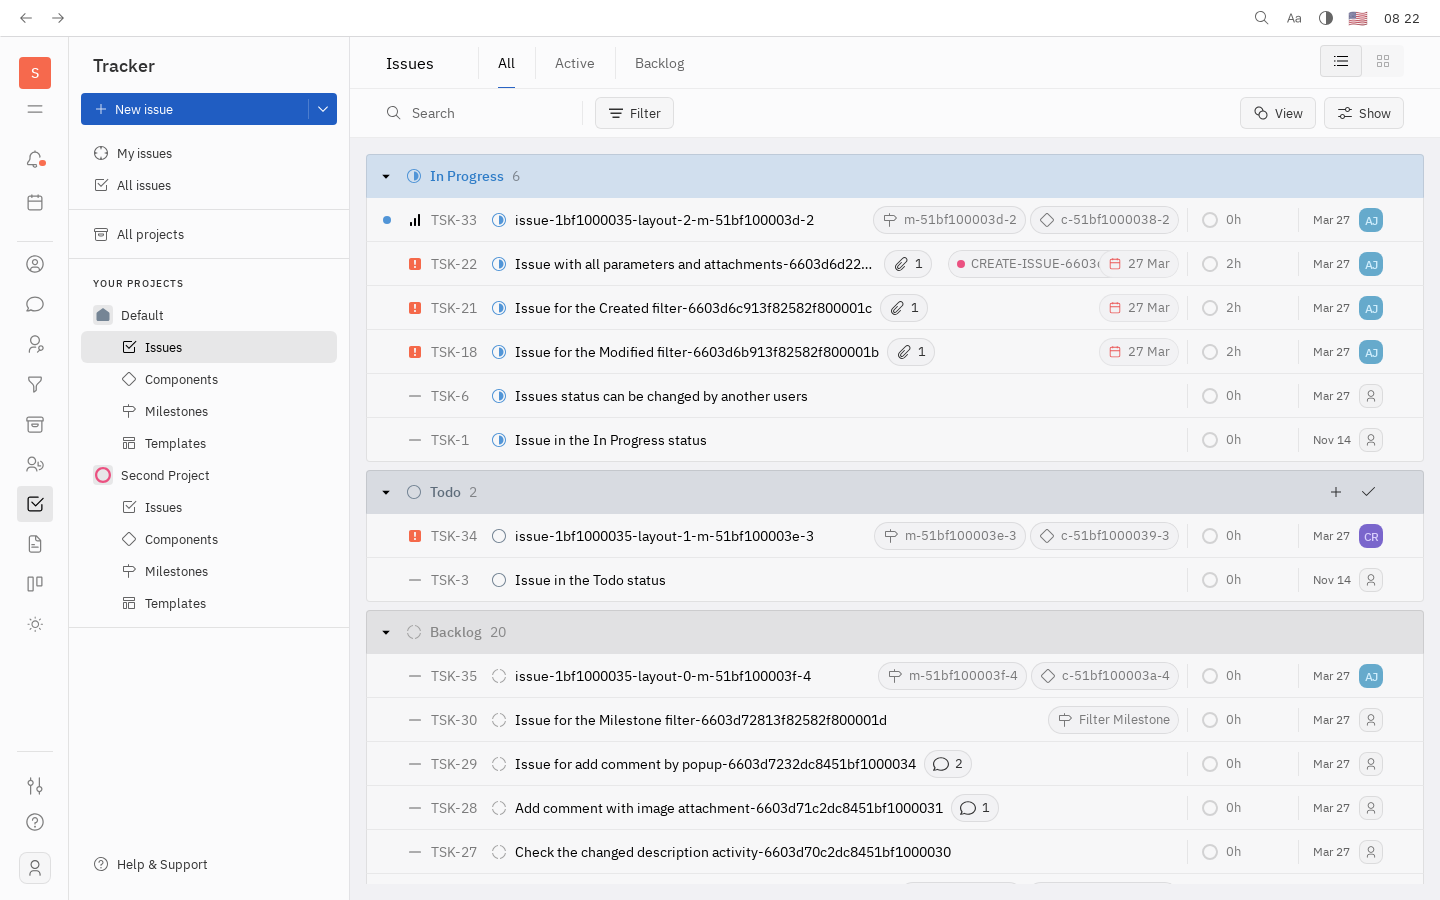 Aa 08 22
S
Tracker
New issue
My issues
All issues
All projects
YOUR PROJECTS
Default
Issues
Components
Milestones
Templates
Second Project
Issues
Components
Milestones
Templates
Help & Support
Issues All Active Backlog
Search Filter View Show
In Progress 6
TSK-33 issue-1bf1000035-layout-2-m-51bf100003d-2 m-51bf100003d-2 c-51bf1000038-2 0h Mar 27 AJ
TSK-22 Issue with all parameters and attachments-6603d6d22... 1 CREATE-ISSUE-6603 27 Mar 2h Mar 27 AJ
TSK-21 Issue for the Created filter-6603d6c913f82582f800001c 1 27 Mar 2h Mar 27 AJ
TSK-18 Issue for the Modified filter-6603d6b913f82582f800001b 1 27 Mar 2h Mar 27 AJ
TSK-6 Issues status can be changed by another users 0h Mar 27
TSK-1 Issue in the In Progress status 0h Nov 14
Todo 2
TSK-34 issue-1bf1000035-layout-1-m-51bf100003e-3 m-51bf100003e-3 c-51bf1000039-3 0h Mar 27 CR
TSK-3 Issue in the Todo status 0h Nov 14
Backlog 20
TSK-35 issue-1bf1000035-layout-0-m-51bf100003f-4 m-51bf100003f-4 c-51bf100003a-4 0h Mar 27 AJ
TSK-30 Issue for the Milestone filter-6603d72813f82582f800001d Filter Milestone 0h Mar 27
TSK-29 Issue for add comment by popup-6603d7232dc8451bf1000034 2 0h Mar 27
TSK-28 Add comment with image attachment-6603d71c2dc8451bf1000031 1 0h Mar 27
TSK-27 Check the changed description activity-6603d70c2dc8451bf1000030 0h Mar 27